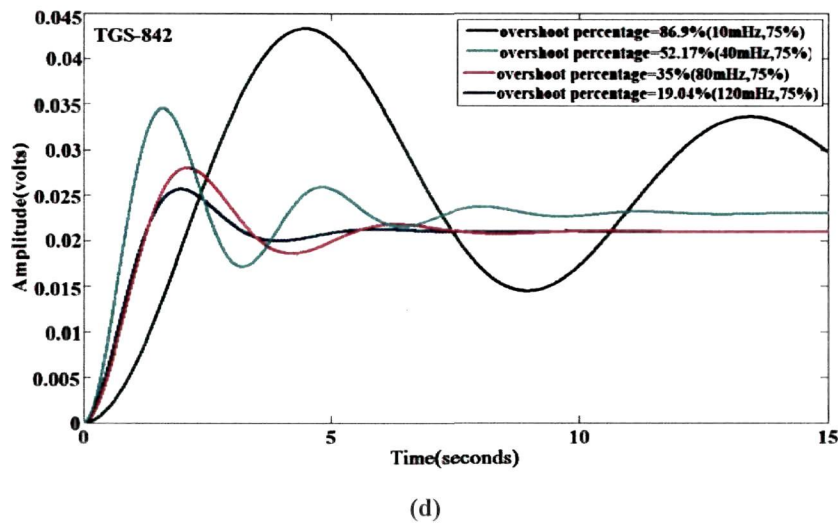 TGS-842
overshoot percentage=86.9%(10mHz,75%)
overshoot percentage=52.17%(40mHz,75%)
overshoot percentage=35%(80mHz,75%)
overshoot percentage=19.04%(120mHz,75%)
Amplitude(volts)
0.045
0.04
0.035
0.03
0.025
0.02
0.015
0.01
0.005
0
0 5 10 15
Time(seconds)
(d)